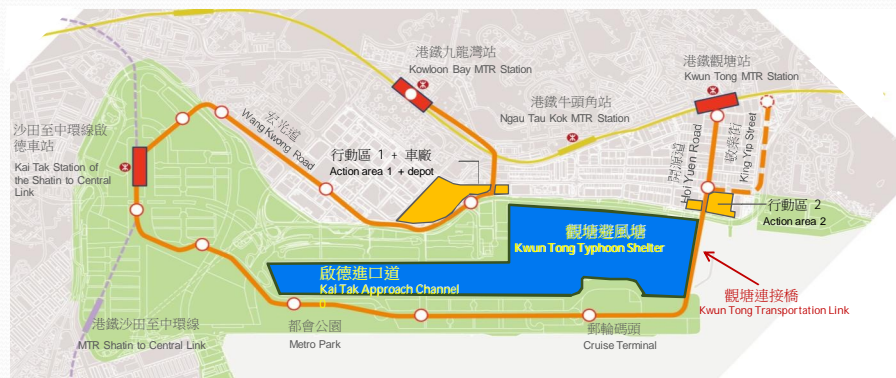 港鐵九龍灣站
Kowloon Bay MTR Station
港鐵觀塘站
Kwun Tong MTR Station
港鐵牛頭角站
Ngau Tau Kok MTR Station
沙田至中環線啟
德車站
Kai Tak Station of
the Shatin to Central
Link
宏光道
Wang Kwong Road
行動區 1 + 車廠
Action area 1 + depot
開源道
Hoi Yuen Road
敬業街
King Yip Street
行動區 2
Action area 2
觀塘避風塘
Kwun Tong Typhoon Shelter
啟德進口道
Kai Tak Approach Channel
觀塘連接橋
Kwun Tong Transportation Link
港鐵沙田至中環線
MTR Shatin to Central Link
都會公園
Metro Park
郵輪碼頭
Cruise Terminal